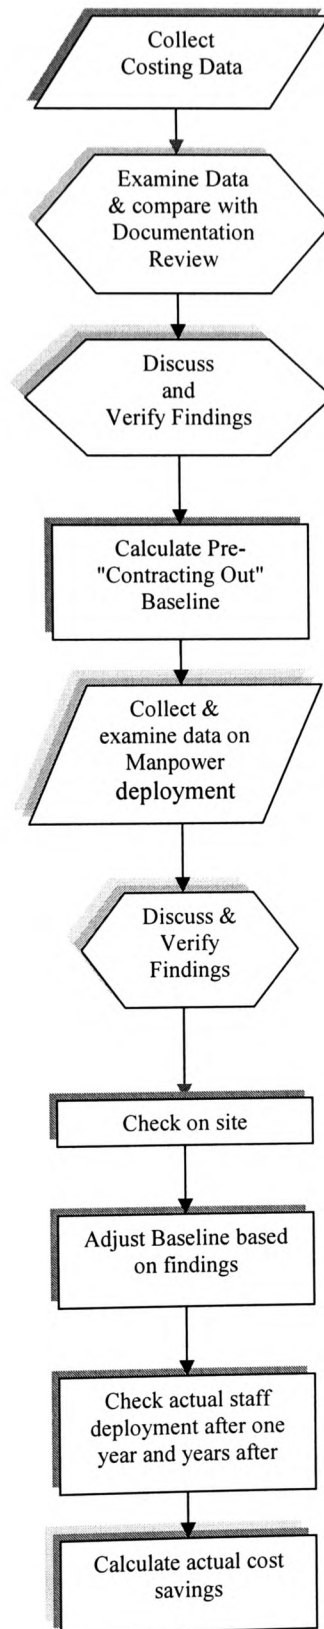 Collect
Costing Data
Examine Data
& compare with
Documentation
Review
Discuss
and
Verify Findings
Calculate Pre-
"Contracting Out"
Baseline
Collect &
examine data on
Manpower
deployment
Discuss &
Verify
Findings
Check on site
Adjust Baseline based
on findings
Check actual staff
deployment after one
year and years after
Calculate actual cost
savings